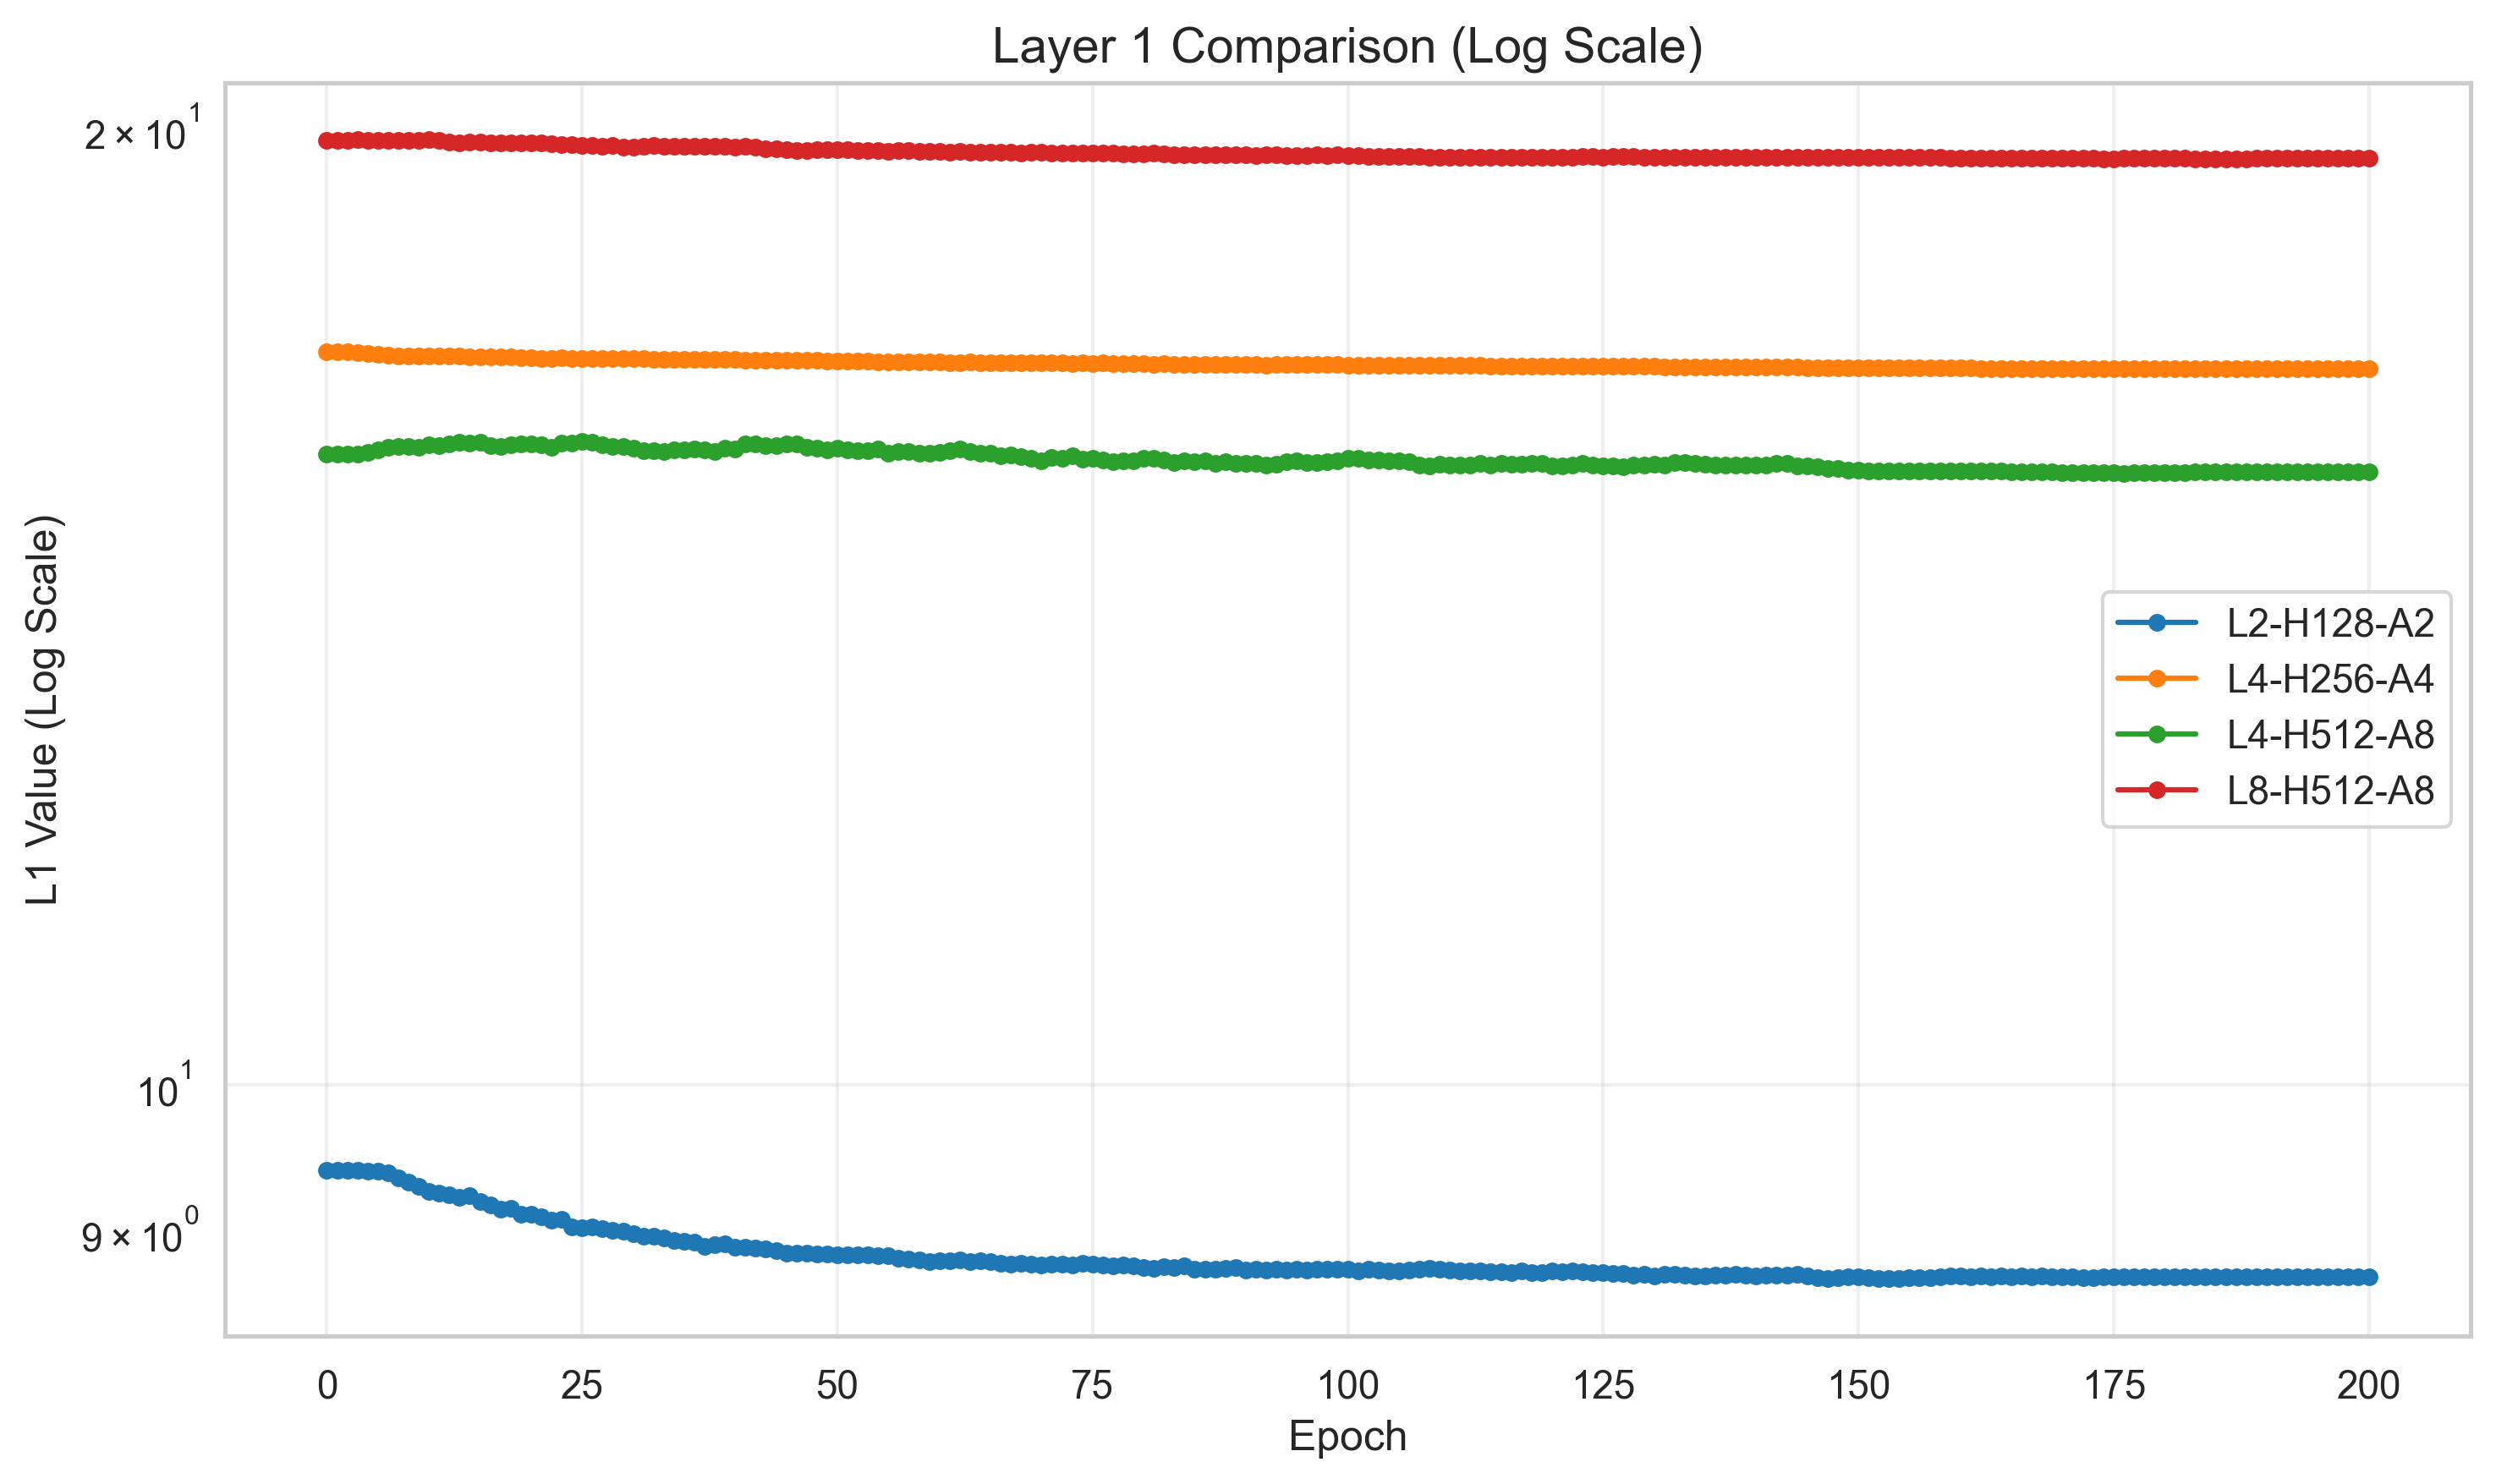 Layer 1 Comparison (Log Scale)
2 × 10¹
10¹
9 × 10⁰
L1 Value (Log Scale)
L2-H128-A2
L4-H256-A4
L4-H512-A8
L8-H512-A8
0 25 50 75 100 125 150 175 200
Epoch